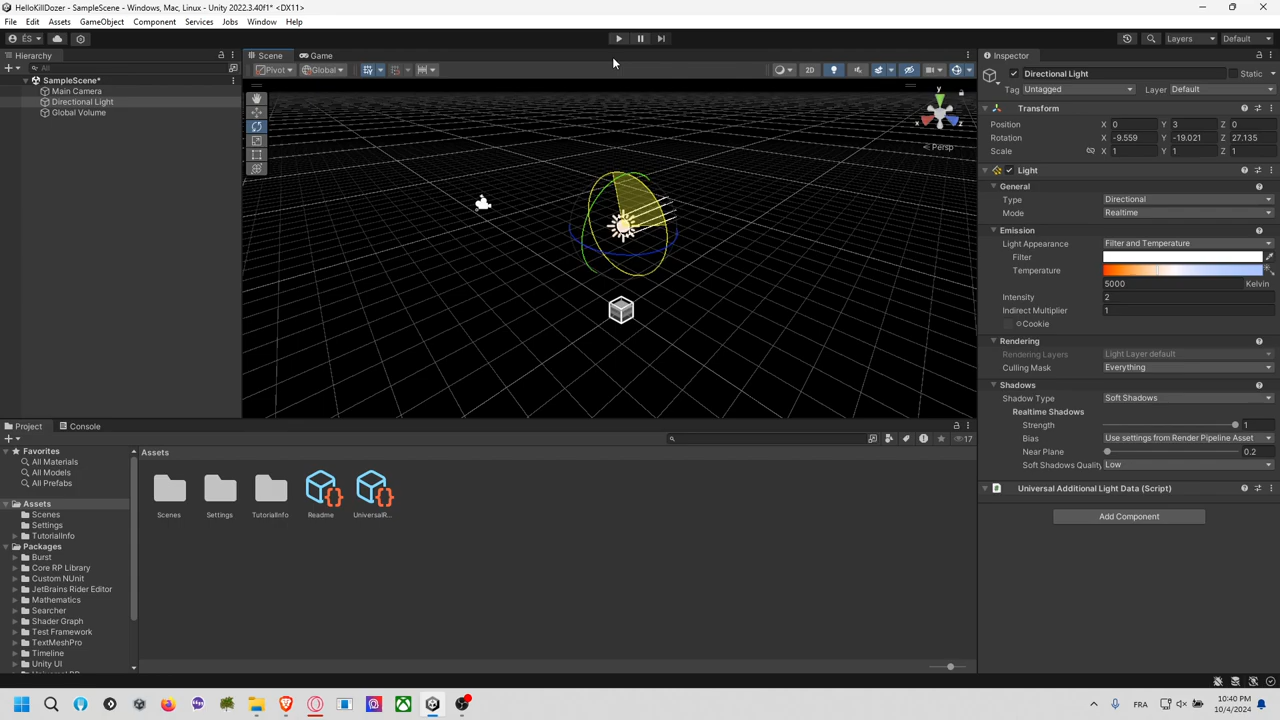 HelloKillDozer - SampleScene - Windows, Mac, Linux - Unity 2022.3.40f1* <DX11>
File Edit Assets GameObject Component Services Jobs Window Help
ÉS Layers Default
Hierarchy
All
SampleScene*
Main Camera
Directional Light
Global Volume
Scene Game
Pivot Global 2D
y
x z
Persp
Inspector
Directional Light Static
Tag Untagged Layer Default
Transform
Position X 0 Y 3 Z 0
Rotation X -9.559 Y -19.021 Z 27.135
Scale X 1 Y 1 Z 1
Light
General
Type Directional
Mode Realtime
Emission
Light Appearance Filter and Temperature
Filter
Temperature
5000 Kelvin
Intensity 2
Indirect Multiplier 1
Cookie
Rendering
Rendering Layers Light Layer default
Culling Mask Everything
Shadows
Shadow Type Soft Shadows
Realtime Shadows
Strength 1
Bias Use settings from Render Pipeline Asset
Near Plane 0.2
Soft Shadows Quality Low
Universal Additional Light Data (Script)
Add Component
Project Console
17
Favorites
All Materials
All Models
All Prefabs
Assets
Scenes
Settings
TutorialInfo
Packages
Burst
Core RP Library
Custom NUnit
JetBrains Rider Editor
Mathematics
Searcher
Shader Graph
Test Framework
TextMeshPro
Timeline
Unity UI
Assets
Scenes Settings TutorialInfo Readme UniversalR...
FRA 10:40 PM
10/4/2024